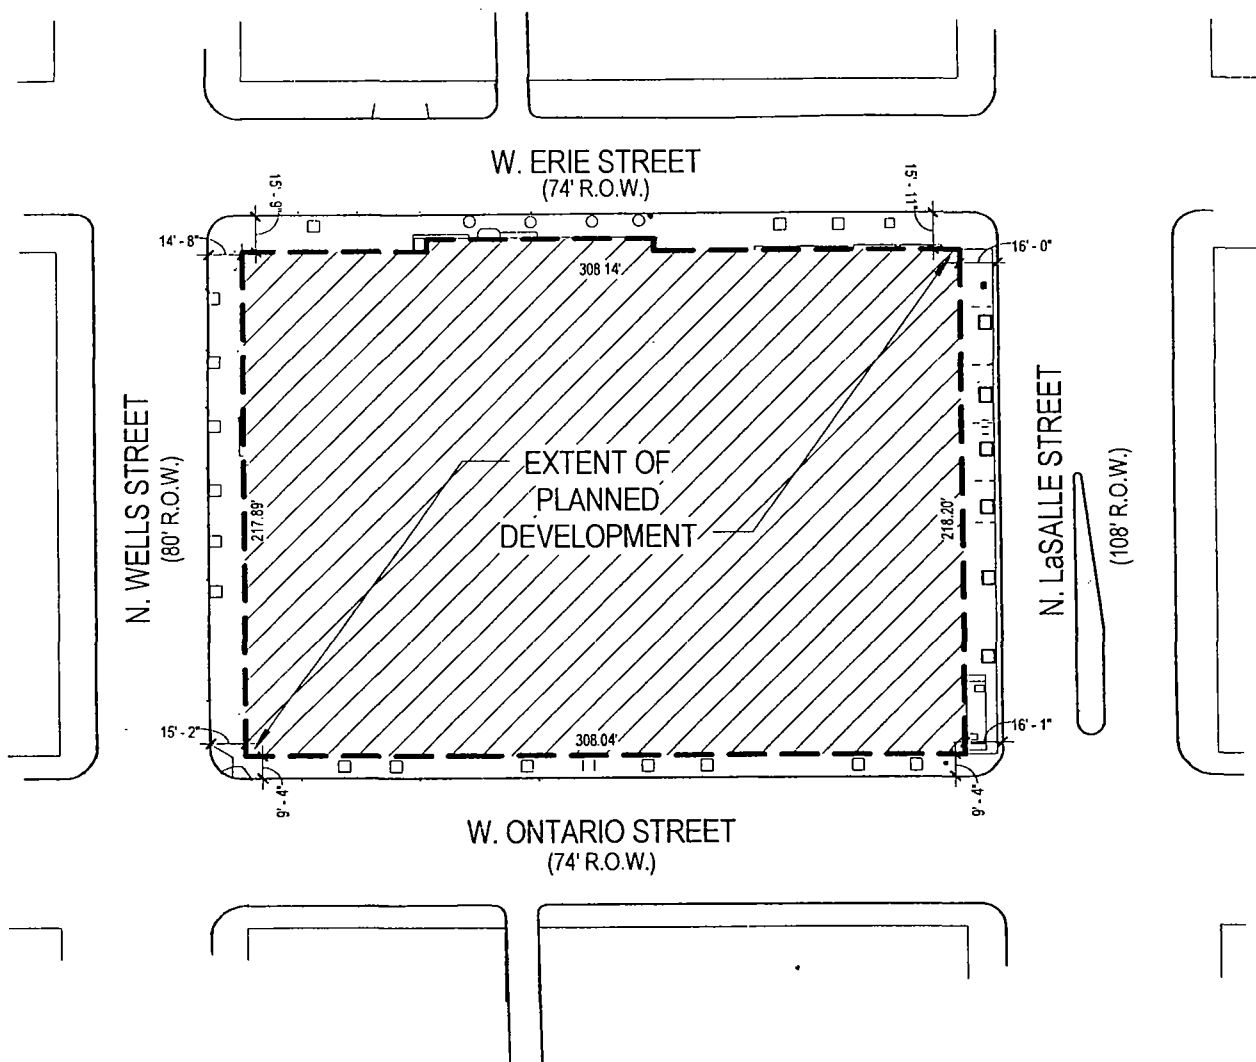 W. ERIE STREET
(74' R.O.W.)
15' - 9"
15' - 11"
14' - 8"
16' - 0"
308 14'
N. WELLS STREET
(80' R.O.W.)
217.89'
EXTENT OF
PLANNED
DEVELOPMENT
218.20'
N. LaSALLE STREET
(108' R.O.W.)
15' - 2"
308.04'
16' - 1"
9' - 4"
9' - 4"
W. ONTARIO STREET
(74' R.O.W.)